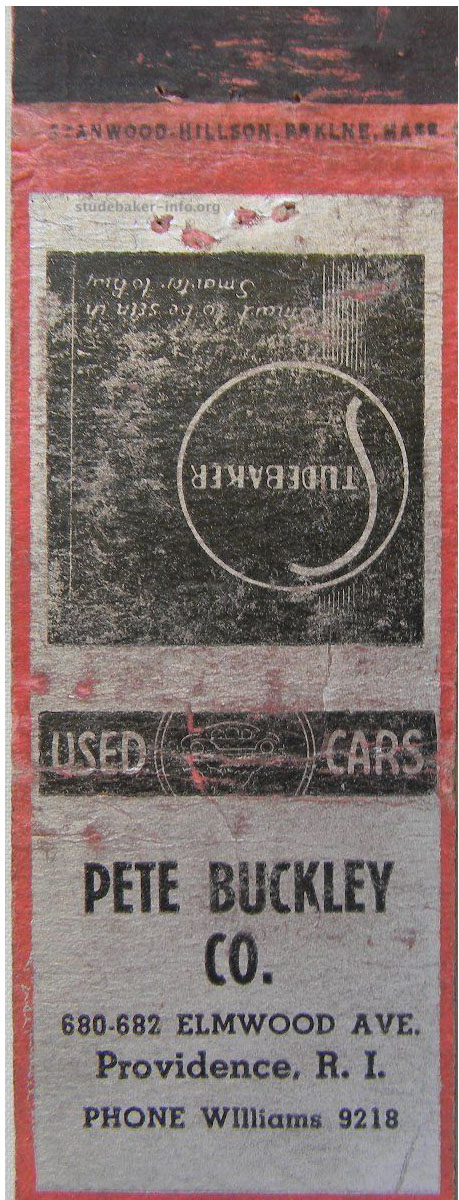 STANWOOD-HILLSON, BRKLNE, MASS
studebaker-info.org
Smart to be seen in
Smarter to buy
STUDEBAKER
USED CARS
PETE BUCKLEY
CO.
680-682 ELMWOOD AVE.
Providence, R. I.
PHONE WIlliams 9218